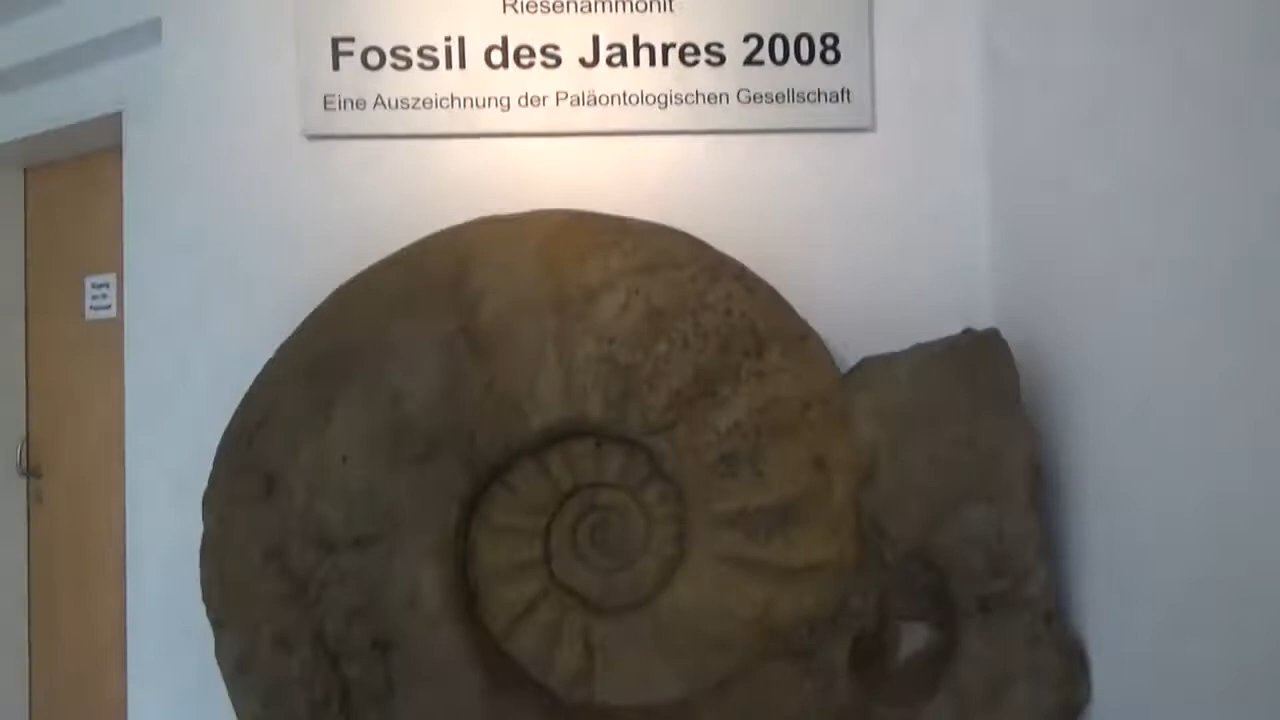 Riesenammonit
Fossil des Jahres 2008
Eine Auszeichnung der Paläontologischen Gesellschaft